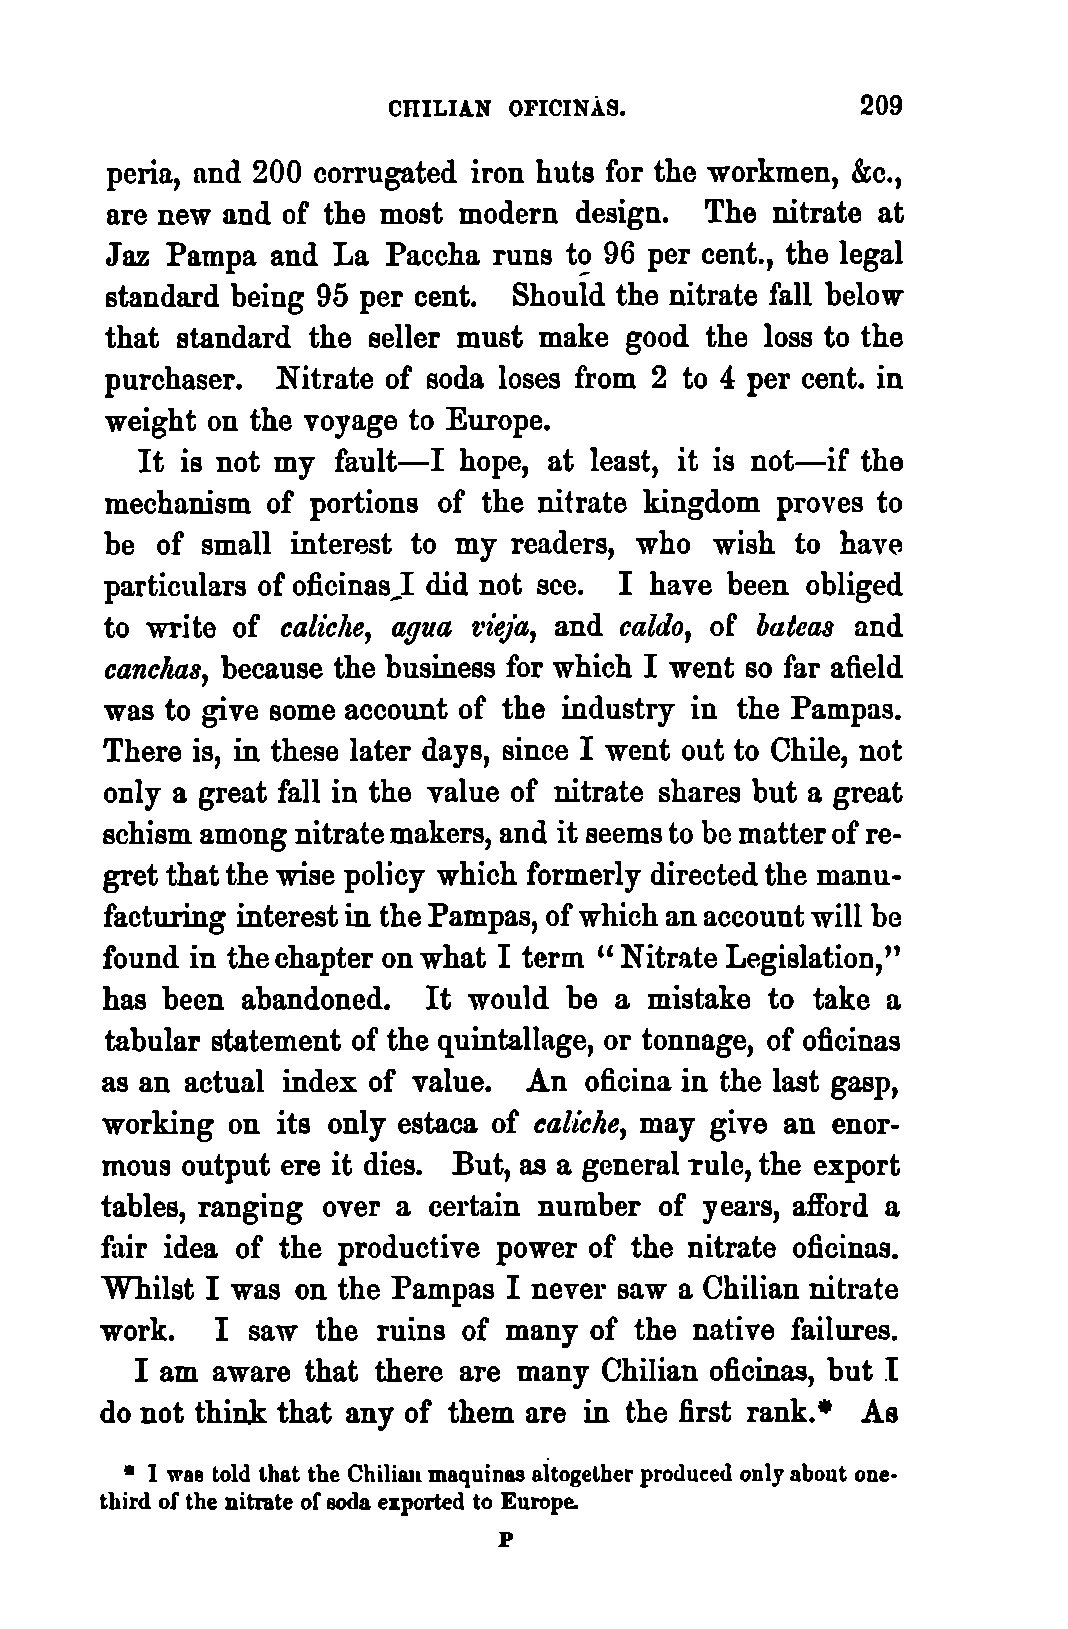 CHILIAN OFICINAS. 209
peria, and 200 corrugated iron huts for the workmen, &c.,
are new and of the most modern design. The nitrate at
Jaz Pampa and La Paccha runs to 96 per cent., the legal
standard being 95 per cent. Should the nitrate fall below
that standard the seller must make good the loss to the
purchaser. Nitrate of soda loses from 2 to 4 per cent. in
weight on the voyage to Europe.
It is not my fault—I hope, at least, it is not—if the
mechanism of portions of the nitrate kingdom proves to
be of small interest to my readers, who wish to have
particulars of oficinas I did not see. I have been obliged
to write of caliche, agua vieja, and caldo, of bateas and
canchas, because the business for which I went so far afield
was to give some account of the industry in the Pampas.
There is, in these later days, since I went out to Chile, not
only a great fall in the value of nitrate shares but a great
schism among nitrate makers, and it seems to be matter of re-
gret that the wise policy which formerly directed the manu-
facturing interest in the Pampas, of which an account will be
found in the chapter on what I term "Nitrate Legislation,"
has been abandoned. It would be a mistake to take a
tabular statement of the quintallage, or tonnage, of oficinas
as an actual index of value. An oficina in the last gasp,
working on its only estaca of caliche, may give an enor-
mous output ere it dies. But, as a general rule, the export
tables, ranging over a certain number of years, afford a
fair idea of the productive power of the nitrate oficinas.
Whilst I was on the Pampas I never saw a Chilian nitrate
work. I saw the ruins of many of the native failures.
I am aware that there are many Chilian oficinas, but I
do not think that any of them are in the first rank.* As
* I was told that the Chilian maquinas altogether produced only about one-
third of the nitrate of soda exported to Europe.
P